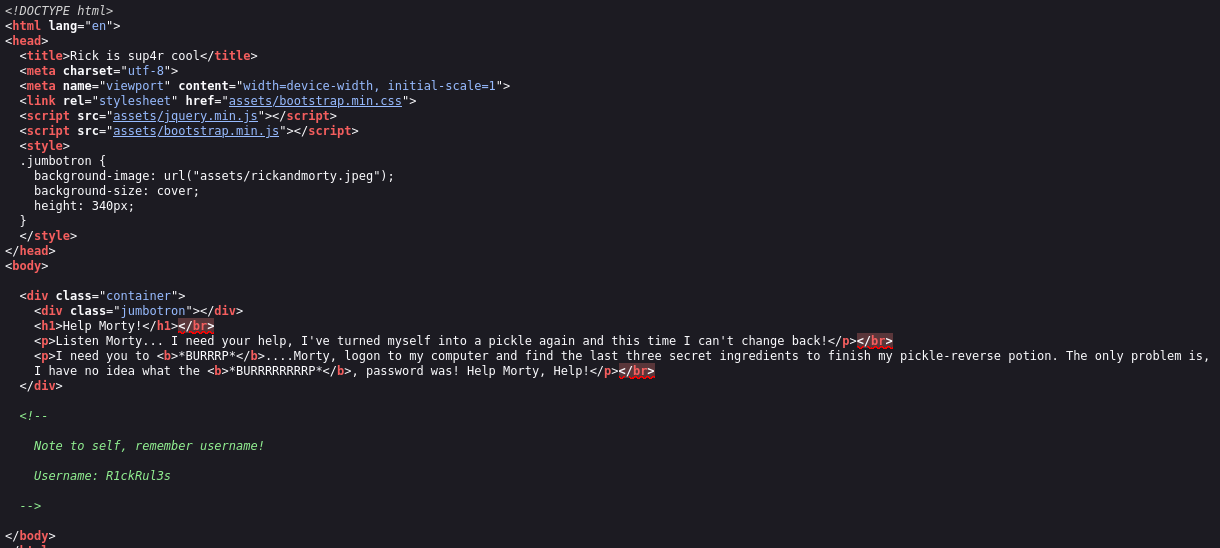 <!DOCTYPE html>
<html lang="en">
<head>
  <title>Rick is sup4r cool</title>
  <meta charset="utf-8">
  <meta name="viewport" content="width=device-width, initial-scale=1">
  <link rel="stylesheet" href="assets/bootstrap.min.css">
  <script src="assets/jquery.min.js"></script>
  <script src="assets/bootstrap.min.js"></script>
  <style>
  .jumbotron {
    background-image: url("assets/rickandmorty.jpeg");
    background-size: cover;
    height: 340px;
  }
  </style>
</head>
<body>
  <div class="container">
    <div class="jumbotron"></div>
    <h1>Help Morty!</h1></br>
    <p>Listen Morty... I need your help, I've turned myself into a pickle again and this time I can't change back!</p></br>
    <p>I need you to <b>*BURRRP*</b>....Morty, logon to my computer and find the last three secret ingredients to finish my pickle-reverse potion. The only problem is,
    I have no idea what the <b>*BURRRRRRRRP*</b>, password was! Help Morty, Help!</p></br>
  </div>
  <!--
    Note to self, remember username!
    Username: R1ckRul3s
  -->
</body>